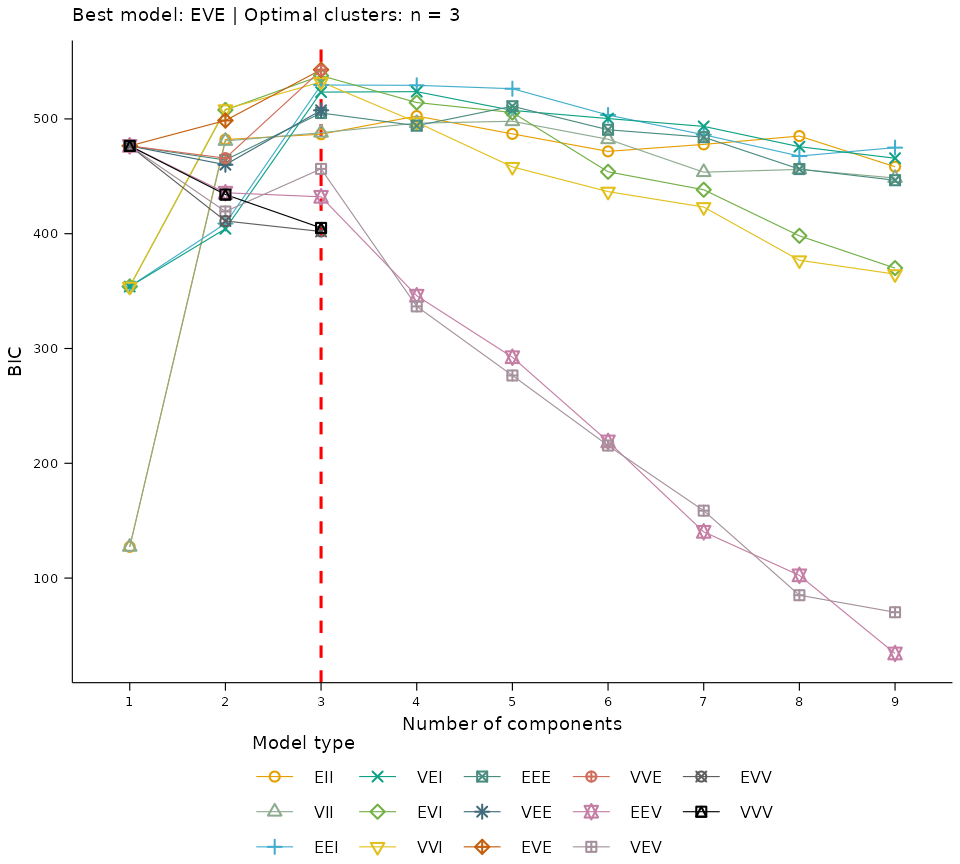 Best model: EVE | Optimal clusters: n = 3
500
400
300
200
100
BIC
1 2 3 4 5 6 7 8 9
Number of components
Model type
EII VEI EEE VVE EVV
VII EVI VEE EEV VVV
EEI VVI EVE VEV